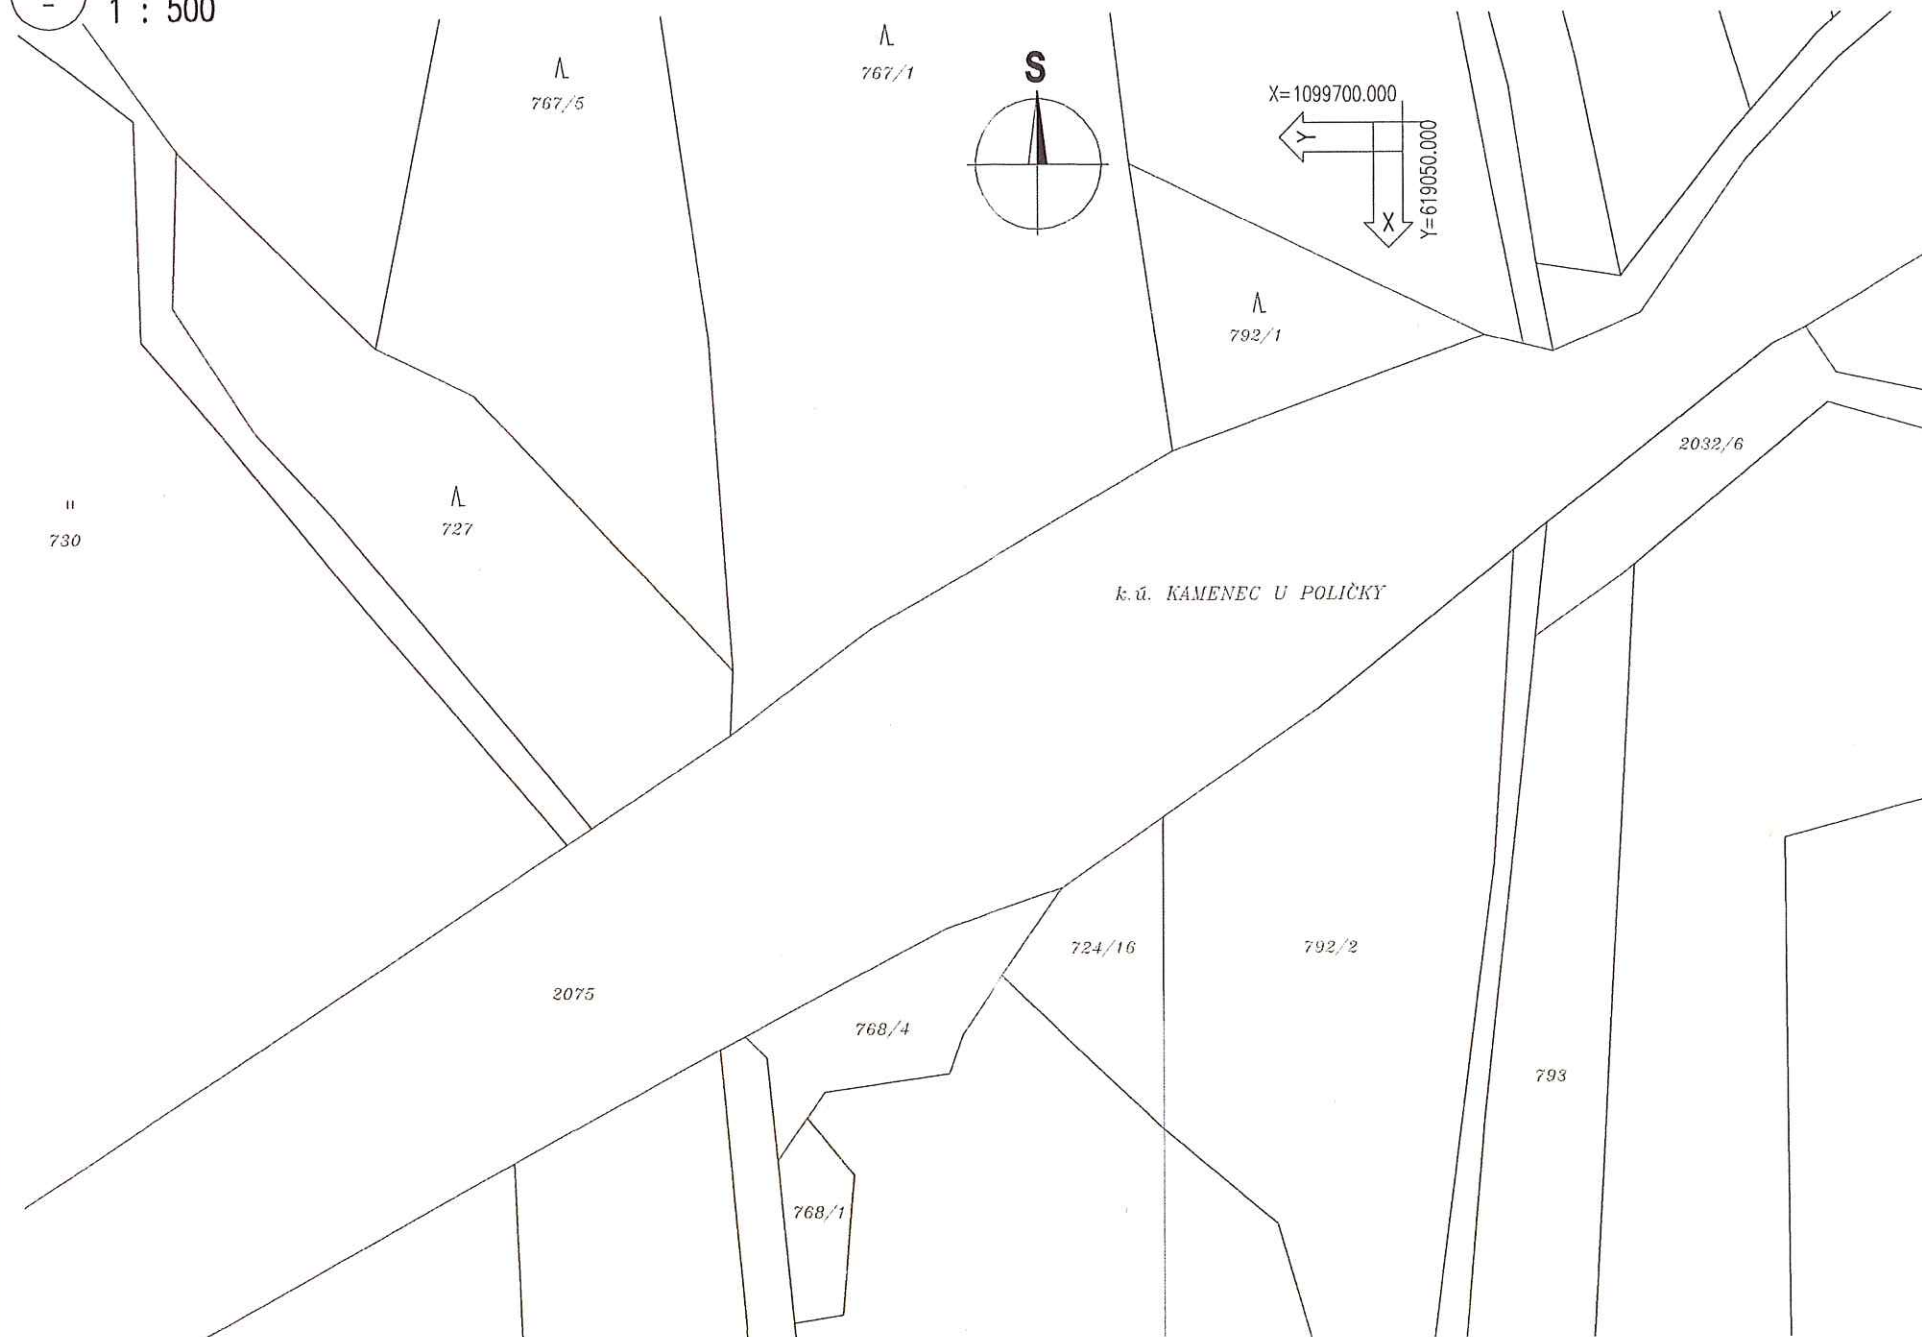 1 : 500
767/5
767/1
S
X=1099700.000
Y
X
Y=619050.000
792/1
2032/6
730
727
k.ú. KAMENEC U POLIČKY
724/16
792/2
2075
768/4
793
768/1